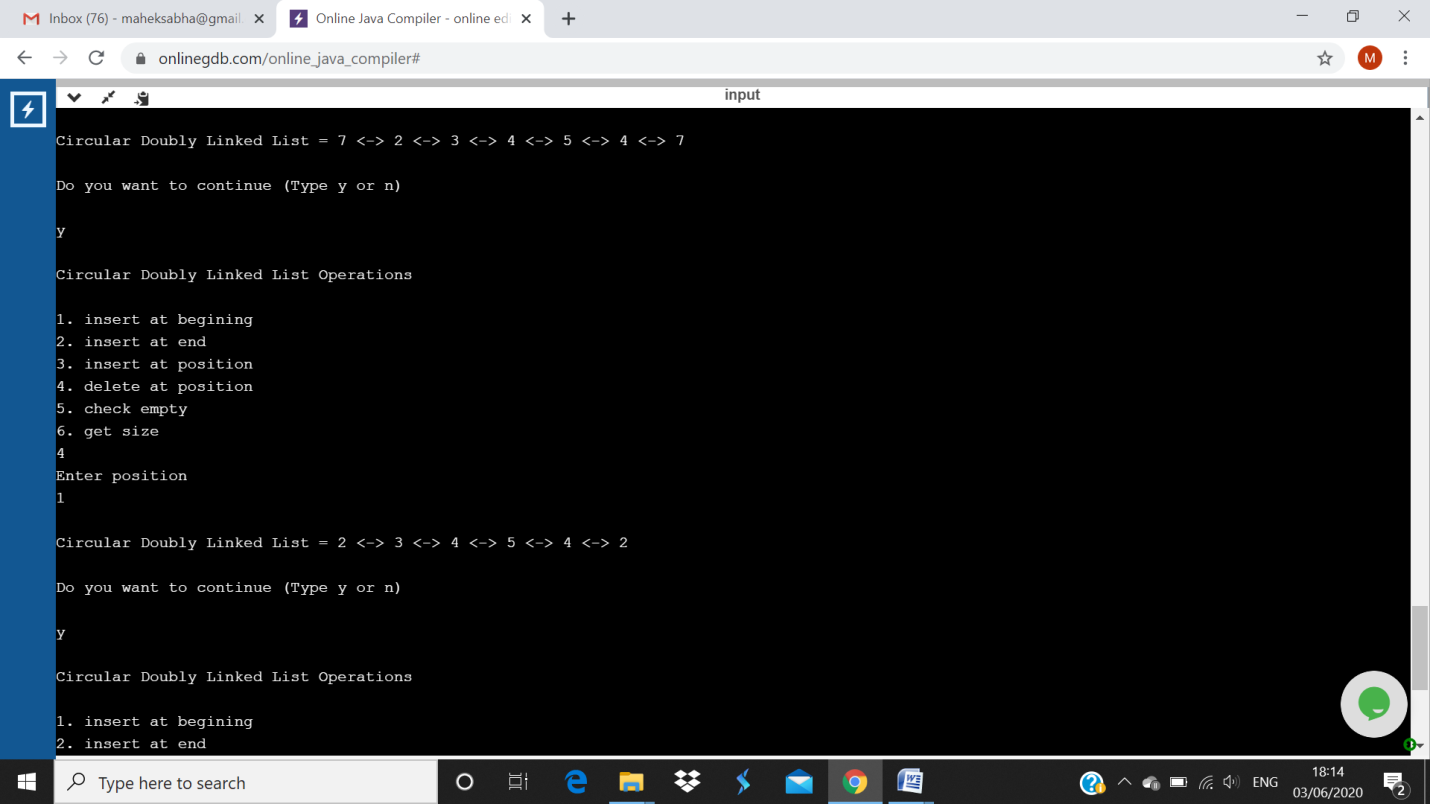 Inbox (76) - maheksabha@gmail.
Online Java Compiler - online edi
onlinegdb.com/online_java_compiler#
M
input
Circular Doubly Linked List = 7 <-> 2 <-> 3 <-> 4 <-> 5 <-> 4 <-> 7
Do you want to continue (Type y or n)
y
Circular Doubly Linked List Operations
1. insert at begining
2. insert at end
3. insert at position
4. delete at position
5. check empty
6. get size
4
Enter position
1
Circular Doubly Linked List = 2 <-> 3 <-> 4 <-> 5 <-> 4 <-> 2
Do you want to continue (Type y or n)
y
Circular Doubly Linked List Operations
1. insert at begining
2. insert at end
Type here to search
ENG
18:14
03/06/2020
2